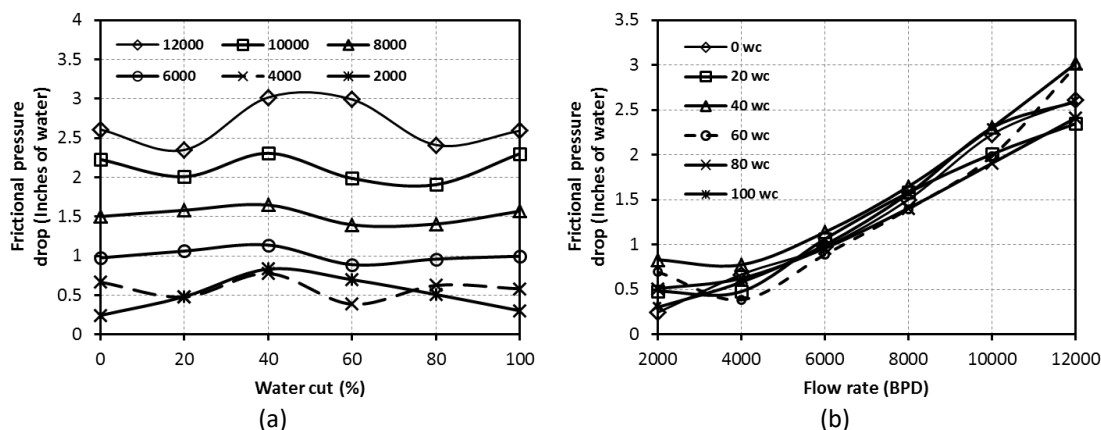 4
3.5
3
2.5
2
1.5
1
0.5
0
Frictional pressure
drop (Inches of water)
12000 10000 8000
6000 4000 2000
0 20 40 60 80 100
Water cut (%)
(a)
3.5
3
2.5
2
1.5
1
0.5
0
Frictional pressure
drop (Inches of water)
0 wc
20 wc
40 wc
60 wc
80 wc
100 wc
2000 4000 6000 8000 10000 12000
Flow rate (BPD)
(b)